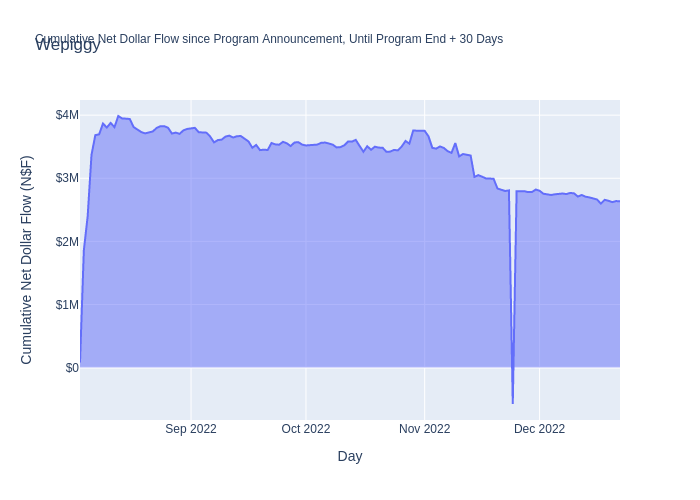 Cumulative Net Dollar Flow since Program Announcement, Until Program End + 30 Days
Wepiggy
$4M
$3M
$2M
$1M
$0
Cumulative Net Dollar Flow (N$F)
Sep 2022
Oct 2022
Nov 2022
Dec 2022
Day